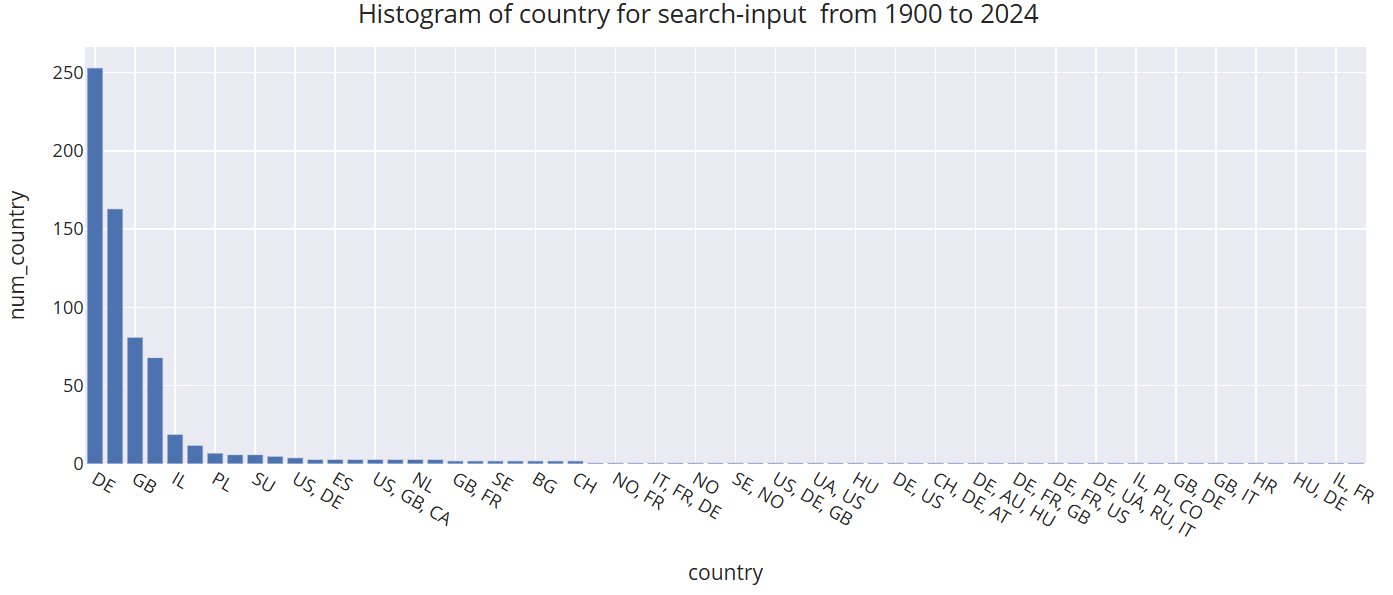 Histogram of country for search-input from 1900 to 2024
num_country
250
200
150
100
50
0
DE
GB
IL
PL
SU
US, DE
ES
US, GB, CA
NL
GB, FR
SE
BG
CH
NO, FR
IT, FR, DE
NO
SE, NO
US, DE, GB
UA, US
HU
DE, US
CH, DE, AT
DE, AU, HU
DE, FR, GB
DE, FR, US
DE, UA, RU, IT
IL, PL, CO
GB, DE
GB, IT
HR
HU, DE
IL, FR
country